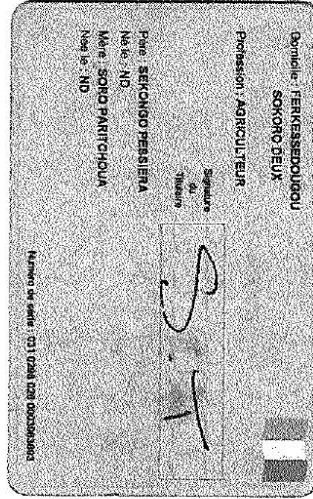 Domicile : FERKESSEDOUGOU
SOKORO DEUX
Profession : AGRICULTEUR
Signature
du
Titulaire
S.T
Père : SEKONGO PESSIERA
Né le : ND
Mère : SORO PARITCHOUA
Née le : ND
Numéro de série :